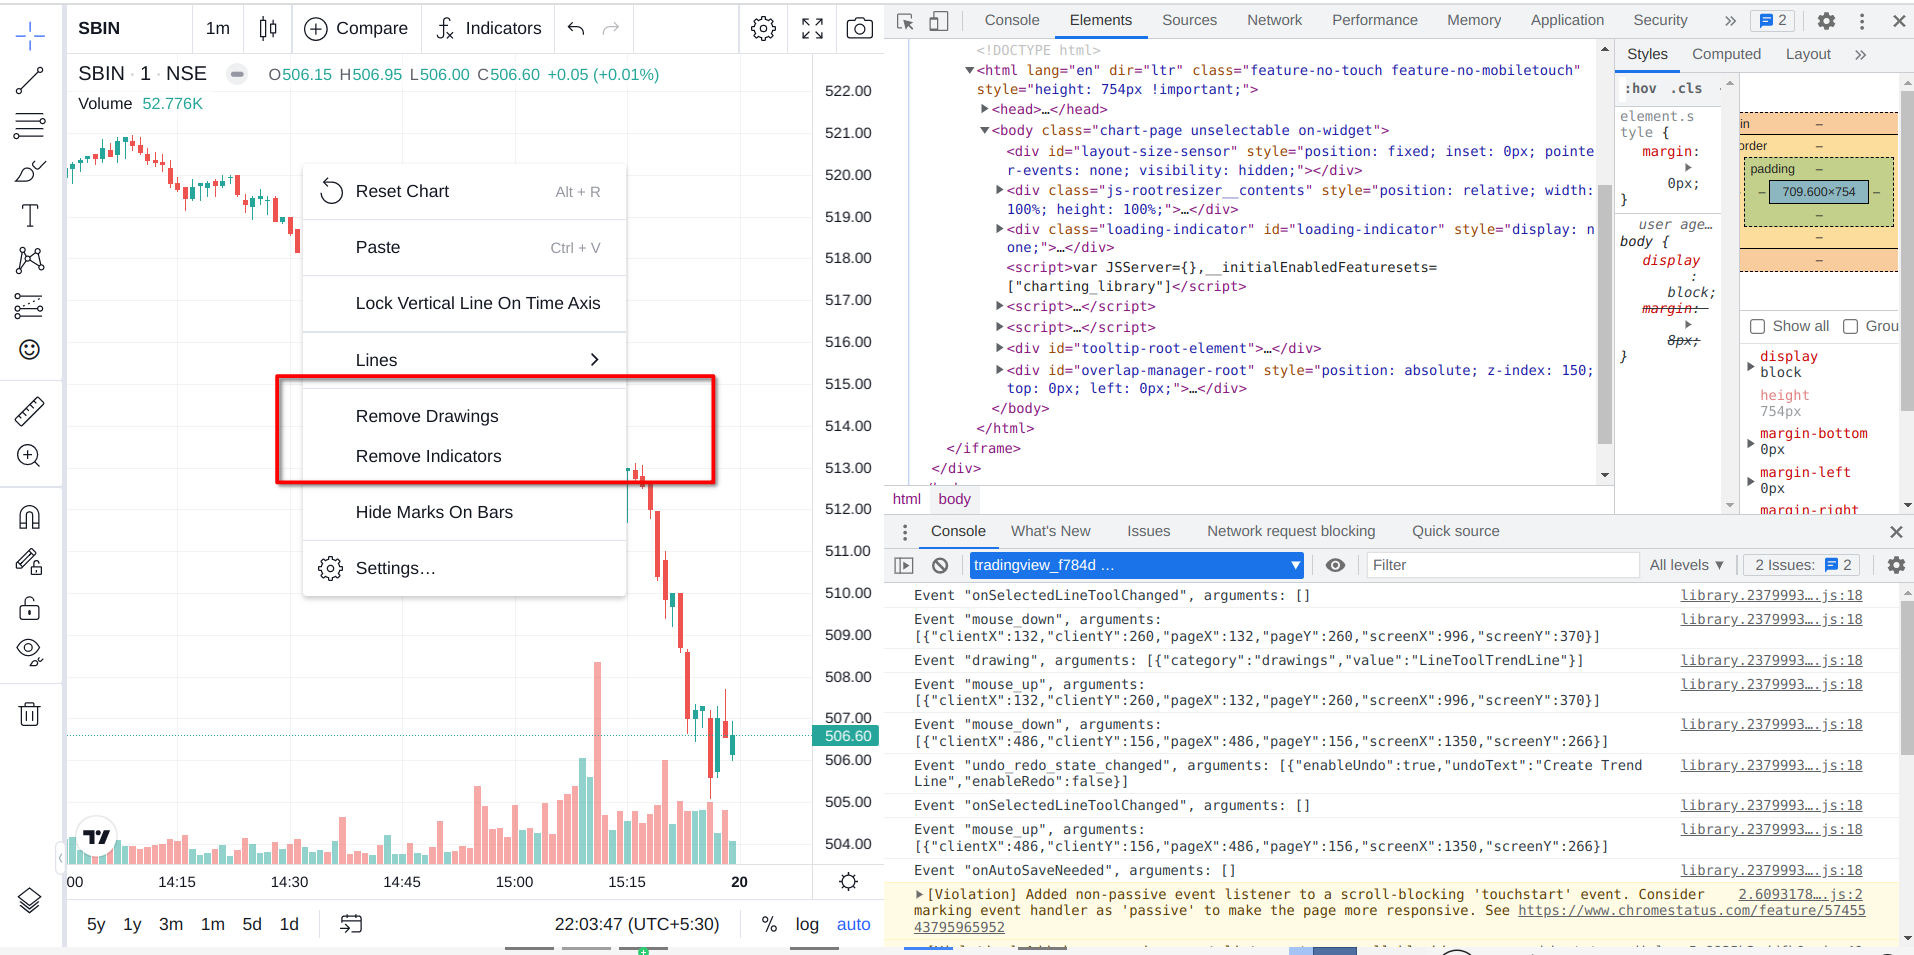 SBIN
1m
Compare
Indicators
SBIN · 1 · NSE
O506.15 H506.95 L506.00 C506.60 +0.05 (+0.01%)
Volume 52.776K
Reset Chart Alt + R
Paste Ctrl + V
Lock Vertical Line On Time Axis
Lines
Remove Drawings
Remove Indicators
Hide Marks On Bars
Settings…
522.00
521.00
520.00
519.00
518.00
517.00
516.00
515.00
514.00
513.00
512.00
511.00
510.00
509.00
508.00
507.00
506.60
506.00
505.00
504.00
00 14:15 14:30 14:45 15:00 15:15 20
5y 1y 3m 1m 5d 1d
22:03:47 (UTC+5:30) % log auto
Console Elements Sources Network Performance Memory Application Security » 2
<!DOCTYPE html>
<html lang="en" dir="ltr" class="feature-no-touch feature-no-mobiletouch"
style="height: 754px !important;">
<head>…</head>
<body class="chart-page unselectable on-widget">
<div id="layout-size-sensor" style="position: fixed; inset: 0px; pointe
r-events: none; visibility: hidden;"></div>
<div class="js-rootresizer__contents" style="position: relative; width:
100%; height: 100%;">…</div>
<div class="loading-indicator" id="loading-indicator" style="display: n
one;">…</div>
<script>var JSServer={},__initialEnabledFeaturesets=
["charting_library"]</script>
<script>…</script>
<script>…</script>
<div id="tooltip-root-element">…</div>
<div id="overlap-manager-root" style="position: absolute; z-index: 150;
top: 0px; left: 0px;">…</div>
</body>
</html>
</iframe>
</div>
html body
Styles Computed Layout »
:hov .cls
element.s
tyle {
margin:
0px;
}
user age…
body {
display
:
block;
margin:
8px;
}
in –
order –
padding –
– 709.600×754 –
–
–
–
Show all Grou
display
block
height
754px
margin-bottom
0px
margin-left
0px
margin-right
Console What's New Issues Network request blocking Quick source
tradingview_f784d … Filter All levels 2 Issues: 2
Event "onSelectedLineToolChanged", arguments: [] library.2379993….js:18
Event "mouse_down", arguments: library.2379993….js:18
[{"clientX":132,"clientY":260,"pageX":132,"pageY":260,"screenX":996,"screenY":370}]
Event "drawing", arguments: [{"category":"drawings","value":"LineToolTrendLine"}] library.2379993….js:18
Event "mouse_up", arguments: library.2379993….js:18
[{"clientX":132,"clientY":260,"pageX":132,"pageY":260,"screenX":996,"screenY":370}]
Event "mouse_down", arguments: library.2379993….js:18
[{"clientX":486,"clientY":156,"pageX":486,"pageY":156,"screenX":1350,"screenY":266}]
Event "undo_redo_state_changed", arguments: [{"enableUndo":true,"undoText":"Create Trend library.2379993….js:18
Line","enableRedo":false}]
Event "onSelectedLineToolChanged", arguments: [] library.2379993….js:18
Event "mouse_up", arguments: library.2379993….js:18
[{"clientX":486,"clientY":156,"pageX":486,"pageY":156,"screenX":1350,"screenY":266}]
Event "onAutoSaveNeeded", arguments: [] library.2379993….js:18
[Violation] Added non-passive event listener to a scroll-blocking 'touchstart' event. Consider 2.6093178….js:2
marking event handler as 'passive' to make the page more responsive. See https://www.chromestatus.com/feature/57455
43795965952